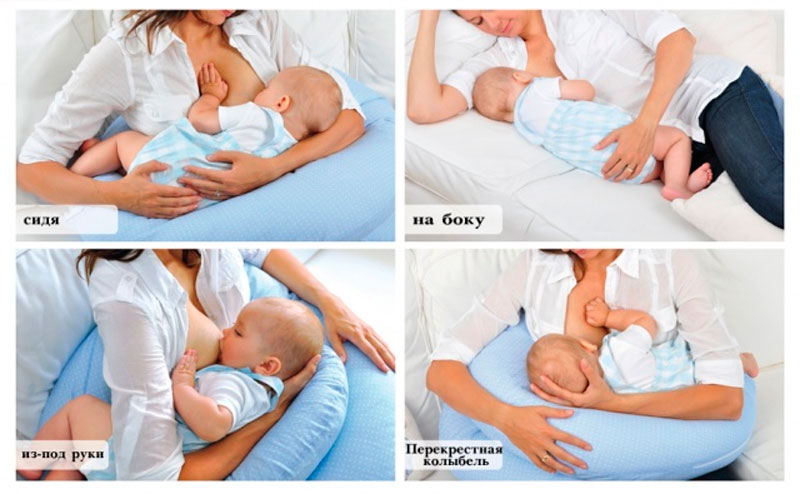 сидя
на боку
из-под руки
Перекрестная
колыбель